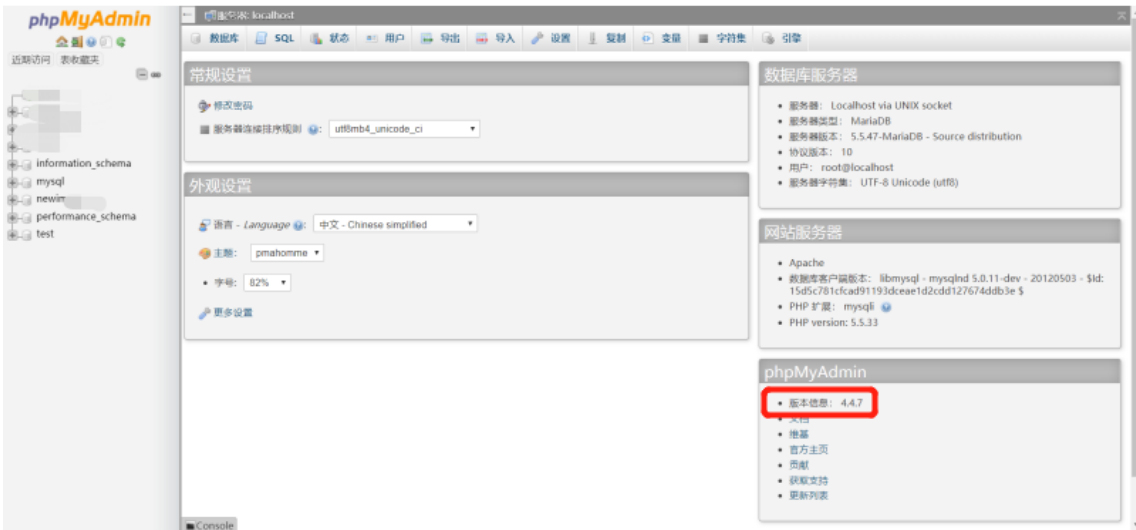 phpMyAdmin
近期访问 表收藏夹
information_schema
mysql
newim
performance_schema
test
服务器: localhost
数据库 SQL 状态 用户 导出 导入 设置 复制 变量 字符集 引擎
常规设置
修改密码
服务器连接排序规则 : utf8mb4_unicode_ci
外观设置
语言 - Language : 中文 - Chinese simplified
主题: pmahomme
字号: 82%
更多设置
数据库服务器
服务器: Localhost via UNIX socket
服务器类型: MariaDB
服务器版本: 5.5.47-MariaDB - Source distribution
协议版本: 10
用户: root@localhost
服务器字符集: UTF-8 Unicode (utf8)
网站服务器
Apache
数据库客户端版本: libmysql - mysqlnd 5.0.11-dev - 20120503 - $Id:
15d5c781cfcad91193dceae1d2cdd127674ddb3e $
PHP 扩展: mysqli
PHP version: 5.5.33
phpMyAdmin
版本信息: 4.4.7
文档
维基
官方主页
贡献
获取支持
更新列表
Console